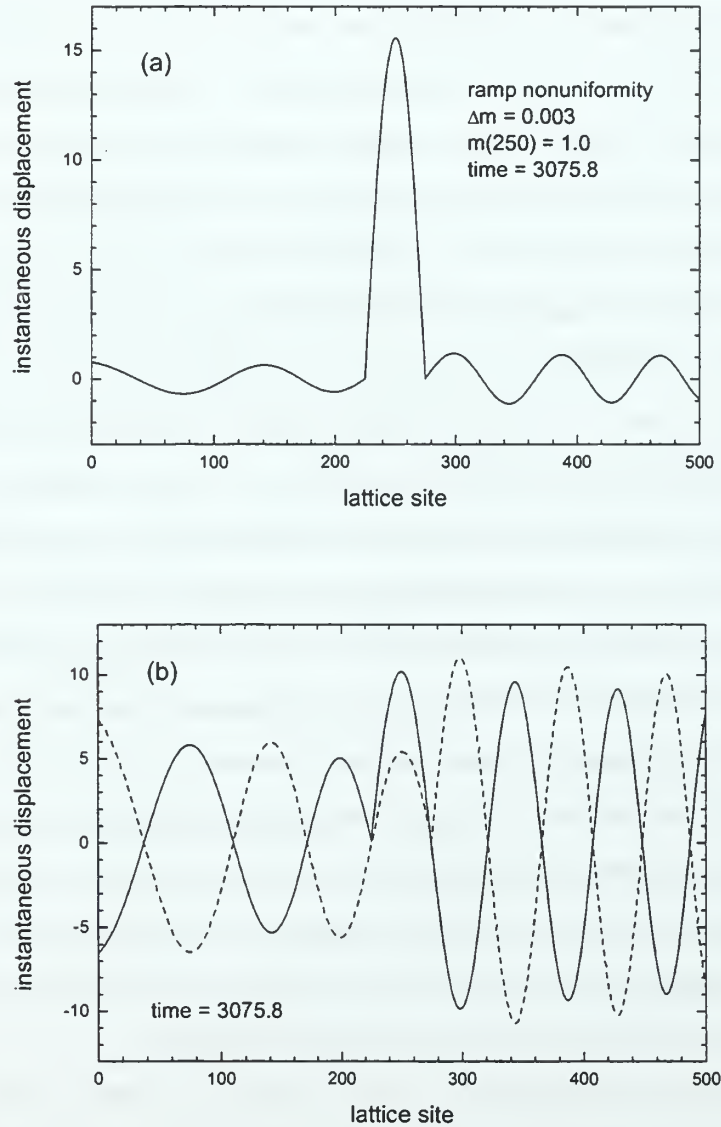 15
10
5
0
instantaneous displacement
(a)
ramp nonuniformity
Δm = 0.003
m(250) = 1.0
time = 3075.8
0
100
200
300
400
500
lattice site
10
5
0
-5
-10
instantaneous displacement
(b)
time = 3075.8
0
100
200
300
400
500
lattice site